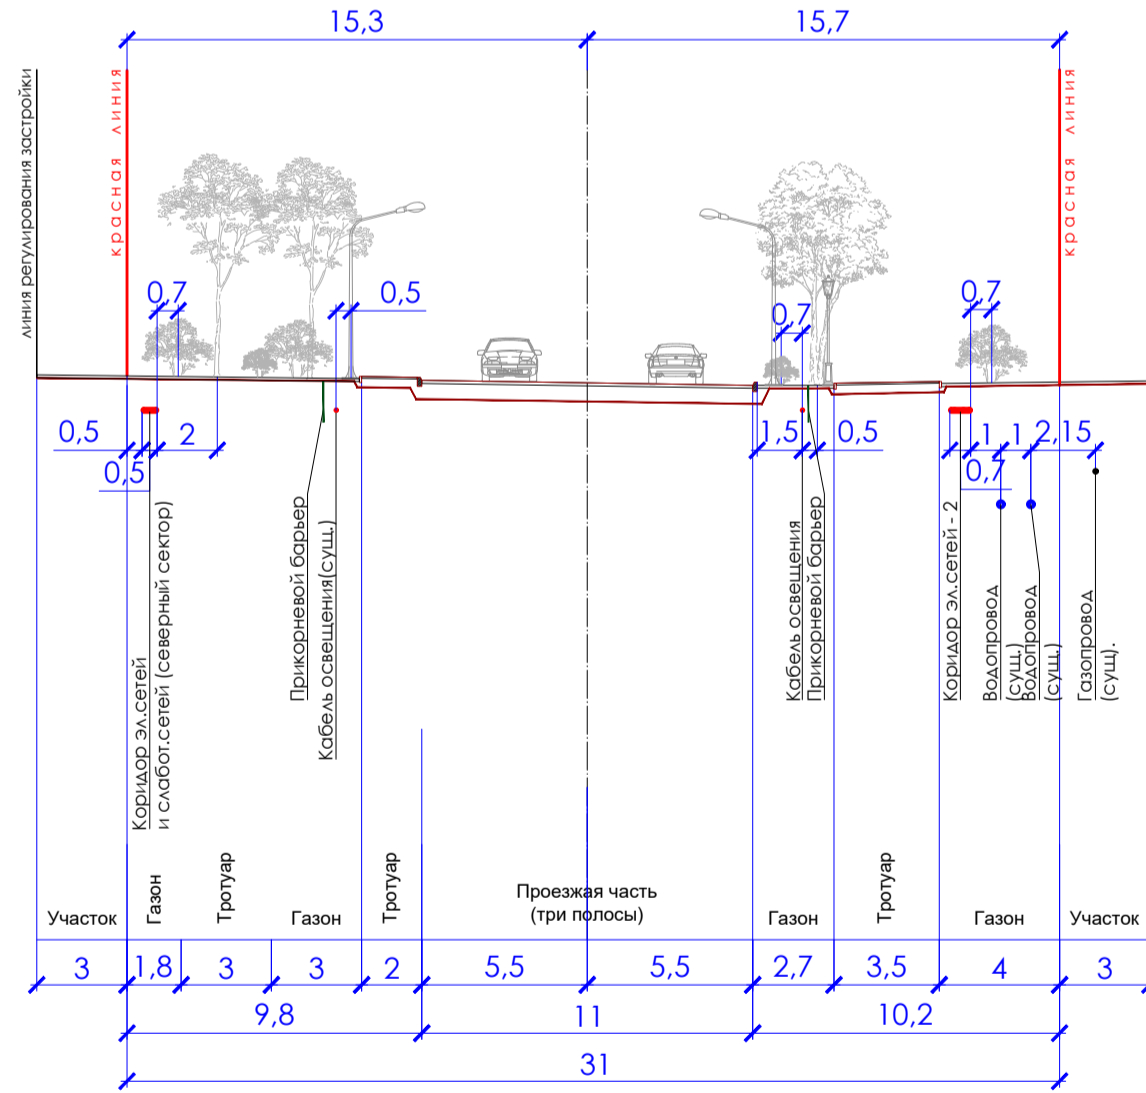 15,3
15,7
линия регулирования застройки
красная линия
красная линия
0,7
0,5
0,7
0,7
0,5
2
0,5
1,5
0,5
1
1
2,15
0,7
Коридор эл.сетей
и слабот.сетей (северный сектор)
Прикорневой барьер
Кабель освещения(сущ.)
Кабель освещения
Прикорневой барьер
Коридор эл.сетей - 2
Водопровод
(сущ.)
Водопровод
(сущ.)
Газопровод
(сущ).
Участок
Газон
Тротуар
Газон
Тротуар
Проезжая часть
(три полосы)
Газон
Тротуар
Газон
Участок
3
1,8
3
3
2
5,5
5,5
2,7
3,5
4
3
9,8
11
10,2
31